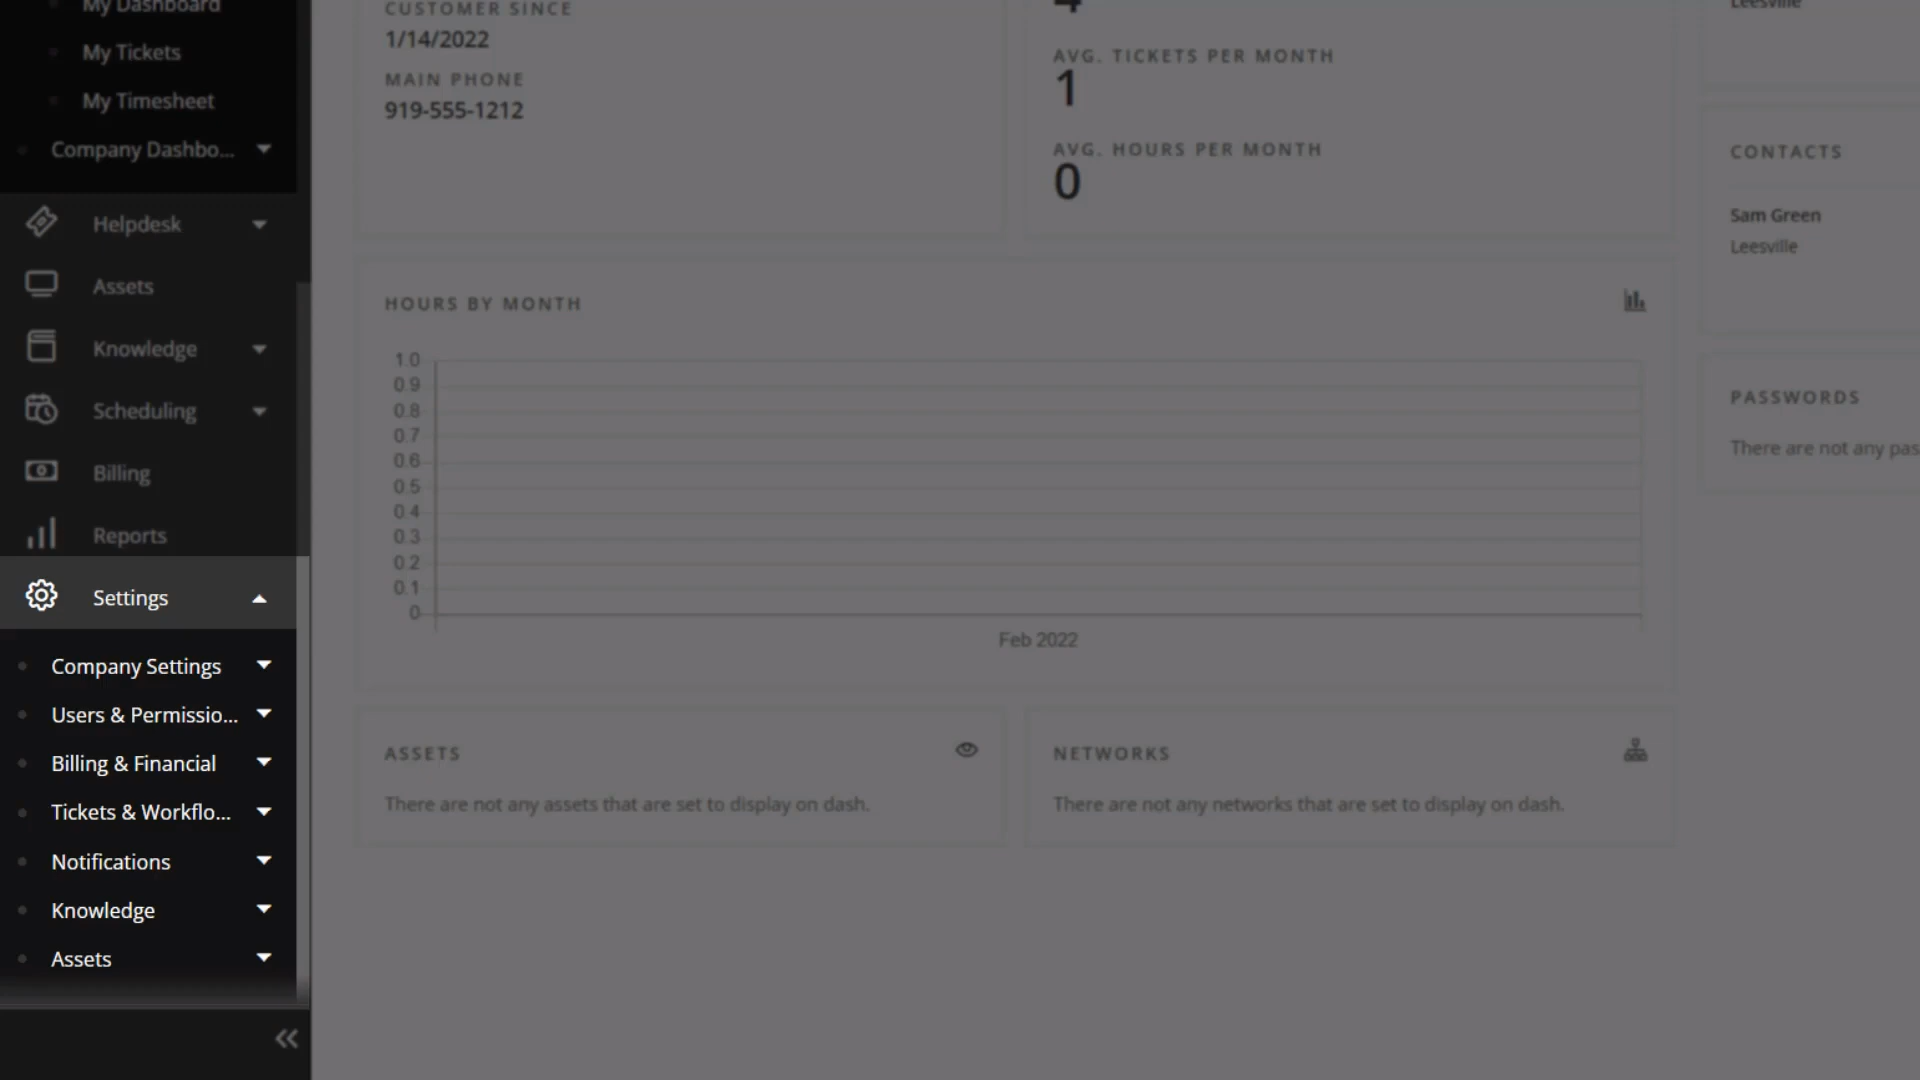 My Dashboard
My Tickets
My Timesheet
Company Dashbo...
Helpdesk
Assets
Knowledge
Scheduling
Billing
Reports
Settings
Company Settings
Users & Permissio...
Billing & Financial
Tickets & Workflo...
Notifications
Knowledge
Assets
CUSTOMER SINCE
1/14/2022
MAIN PHONE
919-555-1212
4
AVG. TICKETS PER MONTH
1
AVG. HOURS PER MONTH
0
HOURS BY MONTH
1.0
0.9
0.8
0.7
0.6
0.5
0.4
0.3
0.2
0.1
0
Feb 2022
ASSETS
There are not any assets that are set to display on dash.
NETWORKS
There are not any networks that are set to display on dash.
Leesville
CONTACTS
Sam Green
Leesville
PASSWORDS
There are not any pas